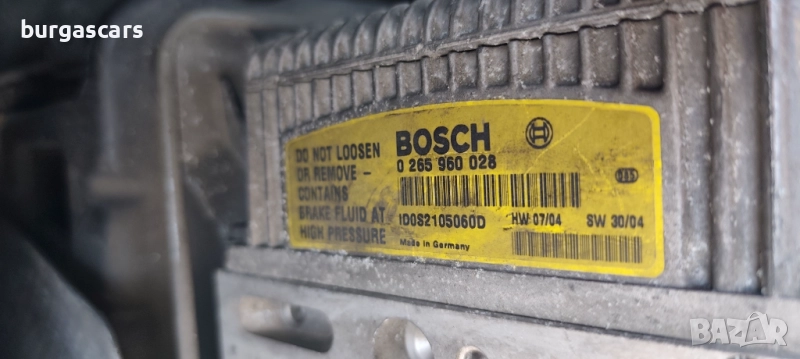 burgascars
BOSCH
0 265 960 028
DO NOT LOOSEN
OR REMOVE -
CONTAINS
BRAKE FLUID AT
HIGH PRESSURE
1D0S2105060D
HW 07/04
SW 30/04
Made in Germany
BAZAR